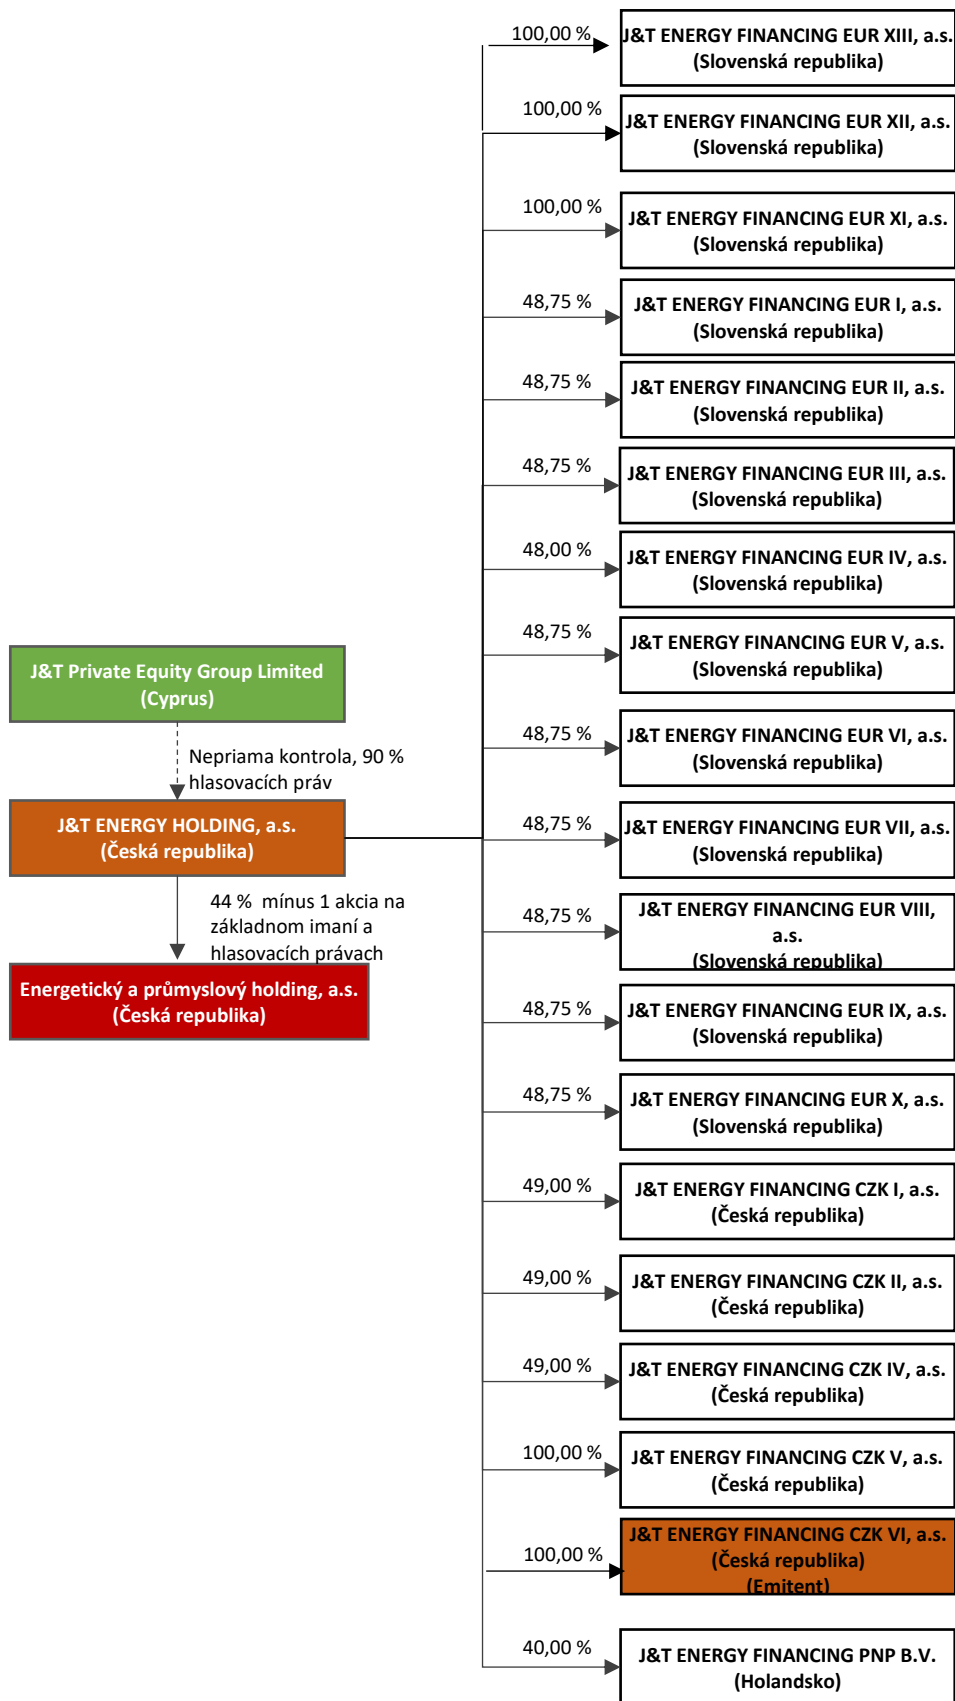 100,00 %
J&T ENERGY FINANCING EUR XIII, a.s.
(Slovenská republika)
100,00 %
J&T ENERGY FINANCING EUR XII, a.s.
(Slovenská republika)
100,00 %
J&T ENERGY FINANCING EUR XI, a.s.
(Slovenská republika)
48,75 %
J&T ENERGY FINANCING EUR I, a.s.
(Slovenská republika)
48,75 %
J&T ENERGY FINANCING EUR II, a.s.
(Slovenská republika)
48,75 %
J&T ENERGY FINANCING EUR III, a.s.
(Slovenská republika)
48,00 %
J&T ENERGY FINANCING EUR IV, a.s.
(Slovenská republika)
48,75 %
J&T ENERGY FINANCING EUR V, a.s.
(Slovenská republika)
J&T Private Equity Group Limited
(Cyprus)
Nepriama kontrola, 90 %
hlasovacích práv
48,75 %
J&T ENERGY FINANCING EUR VI, a.s.
(Slovenská republika)
J&T ENERGY HOLDING, a.s.
(Česká republika)
48,75 %
J&T ENERGY FINANCING EUR VII, a.s.
(Slovenská republika)
44 %  mínus 1 akcia na
základnom imaní a
hlasovacích právach
48,75 %
J&T ENERGY FINANCING EUR VIII,
a.s.
(Slovenská republika)
Energetický a průmyslový holding, a.s.
(Česká republika)
48,75 %
J&T ENERGY FINANCING EUR IX, a.s.
(Slovenská republika)
48,75 %
J&T ENERGY FINANCING EUR X, a.s.
(Slovenská republika)
49,00 %
J&T ENERGY FINANCING CZK I, a.s.
(Česká republika)
49,00 %
J&T ENERGY FINANCING CZK II, a.s.
(Česká republika)
49,00 %
J&T ENERGY FINANCING CZK IV, a.s.
(Česká republika)
100,00 %
J&T ENERGY FINANCING CZK V, a.s.
(Česká republika)
100,00 %
J&T ENERGY FINANCING CZK VI, a.s.
(Česká republika)
(Emitent)
40,00 %
J&T ENERGY FINANCING PNP B.V.
(Holandsko)